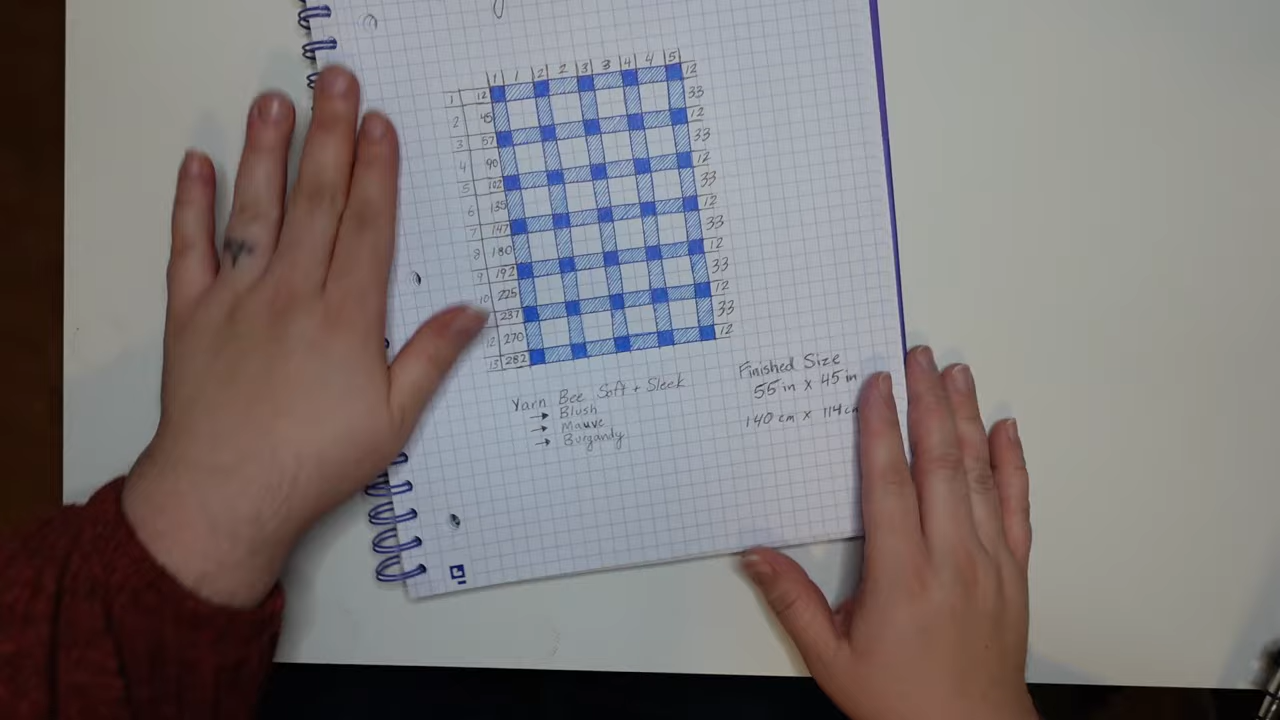 1 1 2 2 3 3 4 4 5
1 12 12
2 45 33
3 57 12
4 90 33
5 102 12
6 135 33
7 147 12
8 180 33
9 192 12
10 225 33
237 12
12 270 33
13 282 12
Yarn Bee Soft + Sleek
→ Blush
→ Mauve
→ Burgandy
Finished Size
55 in x 45 in
140 cm x 114 cm